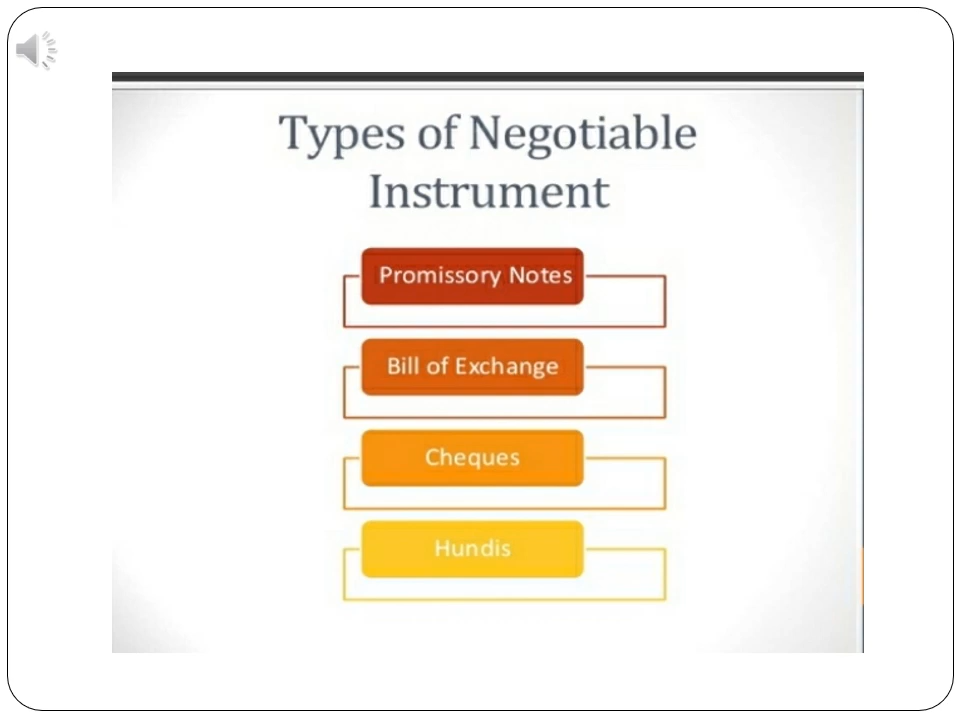 Types of Negotiable
Instrument
Promissory Notes
Bill of Exchange
Cheques
Hundis